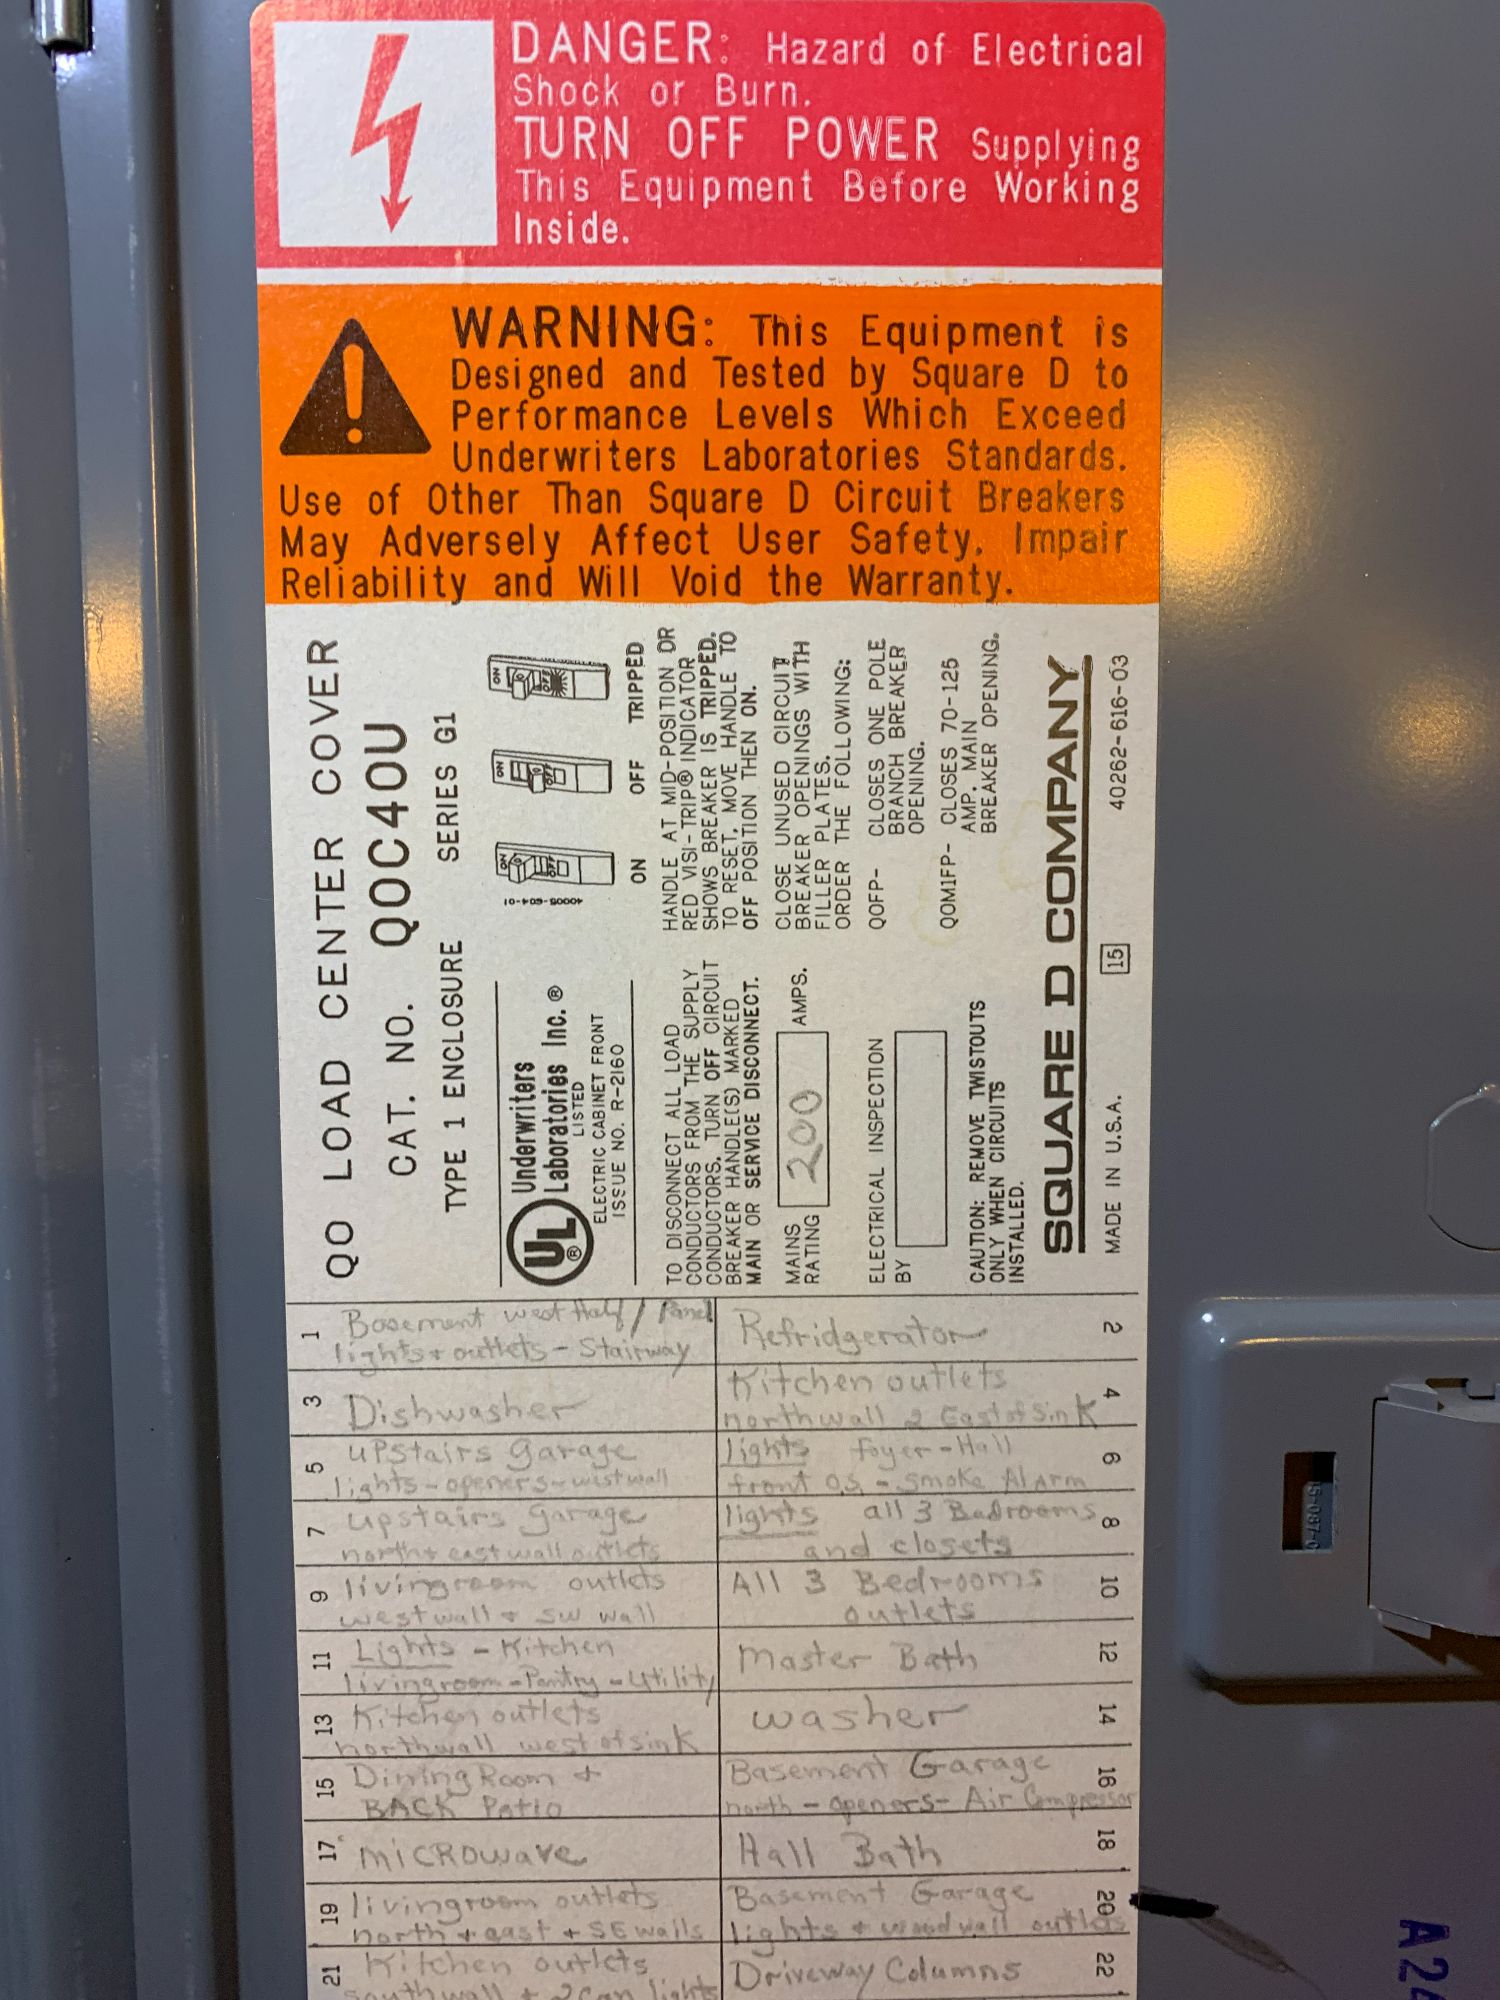 DANGER: Hazard of Electrical
Shock or Burn.
TURN OFF POWER Supplying
This Equipment Before Working
Inside.
WARNING: This Equipment is
Designed and Tested by Square D to
Performance Levels Which Exceed
Underwriters Laboratories Standards.
Use of Other Than Square D Circuit Breakers
May Adversely Affect User Safety, Impair
Reliability and Will Void the Warranty.
QO LOAD CENTER COVER
CAT. NO. QOC40U
TYPE 1 ENCLOSURE SERIES G1
UL
Underwriters
Laboratories Inc. ®
LISTED
ELECTRIC CABINET FRONT
ISSUE NO. R-2160
40005-604-01
ON OFF TRIPPED
TO DISCONNECT ALL LOAD
CONDUCTORS FROM THE SUPPLY
CONDUCTORS, TURN OFF CIRCUIT
BREAKER HANDLE(S) MARKED
MAIN OR SERVICE DISCONNECT.
MAINS
RATING 200 AMPS.
ELECTRICAL INSPECTION
BY
CAUTION: REMOVE TWISTOUTS
ONLY WHEN CIRCUITS
INSTALLED.
HANDLE AT MID-POSITION OR
RED VISI-TRIP® INDICATOR
SHOWS BREAKER IS TRIPPED.
TO RESET, MOVE HANDLE TO
OFF POSITION THEN ON.
CLOSE UNUSED CIRCUIT
BREAKER OPENINGS WITH
FILLER PLATES.
ORDER THE FOLLOWING:
QOFP- CLOSES ONE POLE
BRANCH BREAKER
OPENING.
QOM1FP- CLOSES 70-125
AMP. MAIN
BREAKER OPENING.
SQUARE D COMPANY
MADE IN U.S.A. 15 40262-616-03
1 Basement west Half / Panel
lights + outlets - Stairway
2 Refridgerator
3 Dishwasher
4 Kitchen outlets
northwall 2 East of sink
5 upstairs Garage
lights - openers - westwall
6 lights foyer - Hall
front O.S. - Smoke Alarm
7 upstairs Garage
north + east wall outlets
8 lights all 3 Bedrooms
and closets
9 livingroom outlets
westwall + SW wall
10 All 3 Bedrooms
outlets
11 Lights - Kitchen
livingroom - Pantry - Utility
12 Master Bath
13 Kitchen outlets
northwall west of sink
14 washer
15 Dining Room +
BACK Patio
16 Basement Garage
north - openers - Air Compressor
17 MICROwave
18 Hall Bath
19 livingroom outlets
north + east + SE walls
20 Basement Garage
lights + woodwall outlets
21 Kitchen outlets
southwall + 2 can lights
22 Driveway Columns
A24